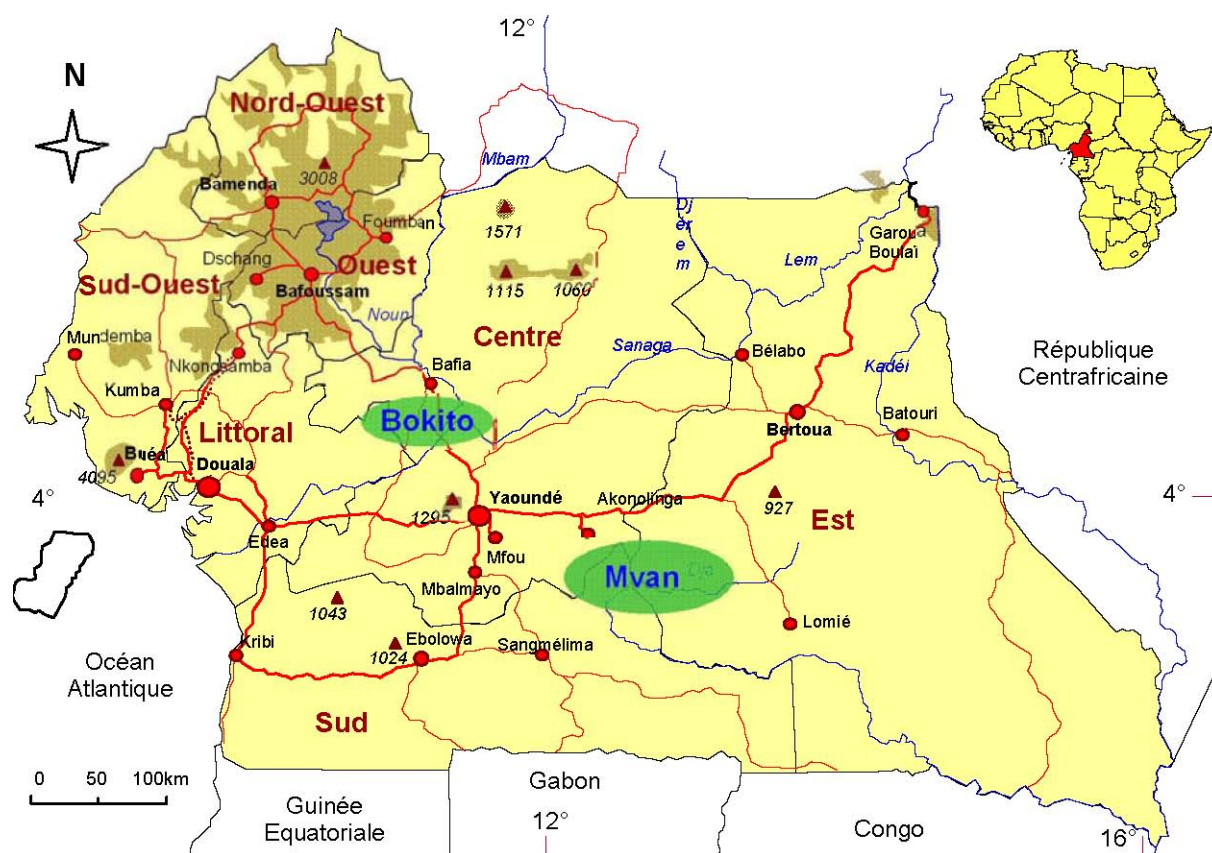 12°
N
Nord-Ouest
Mbam
3008
Bamenda
1571
Foumban
Djerem
Garoua
Boulaï
Dschang
Ouest
Sud-Ouest
Lem
Bafoussam
1115
1060
Noun
Centre
Mundemba
Sanaga
Bélabo
République
Centrafricaine
Nkongsamba
Bafia
Kadéi
Kumba
Bokito
Batouri
Bertoua
Littoral
Buéa
Douala
4095
4°
Yaoundé
Akonolinga
4°
1295
927
Est
Edea
Mfou
Mvan
Dja
Mbalmayo
1043
Lomié
Kribi
Ebolowa
Sangmélima
1024
Océan
Atlantique
Sud
0 50 100km
Gabon
Guinée
Equatoriale
12°
Congo
16°